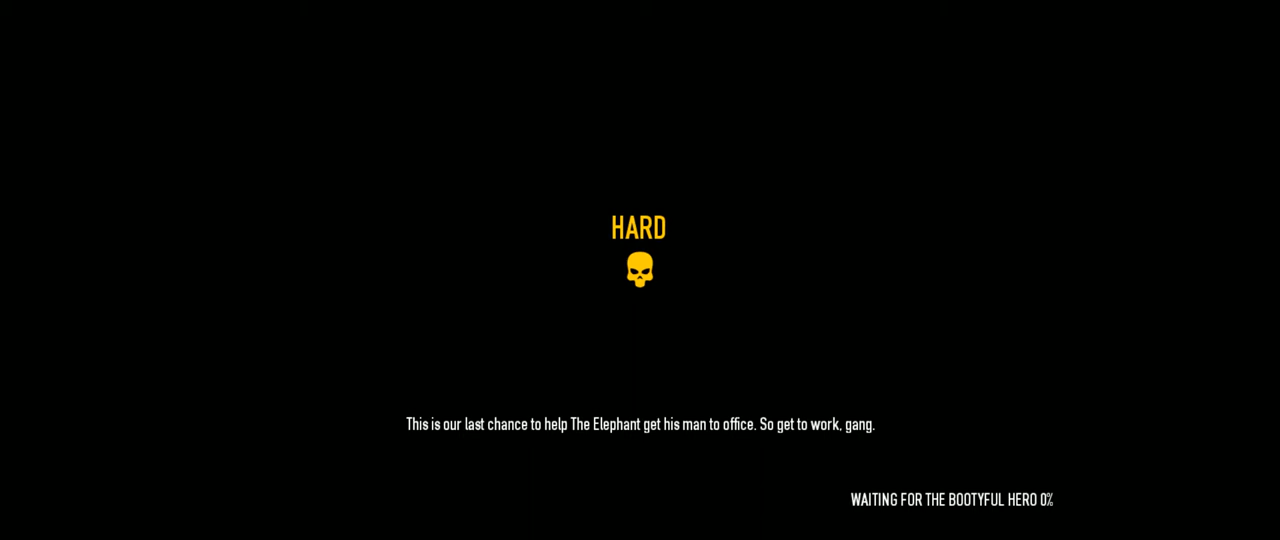 HARD
This is our last chance to help The Elephant get his man to office. So get to work, gang.
WAITING FOR THE BOOTYFUL HERO 0%